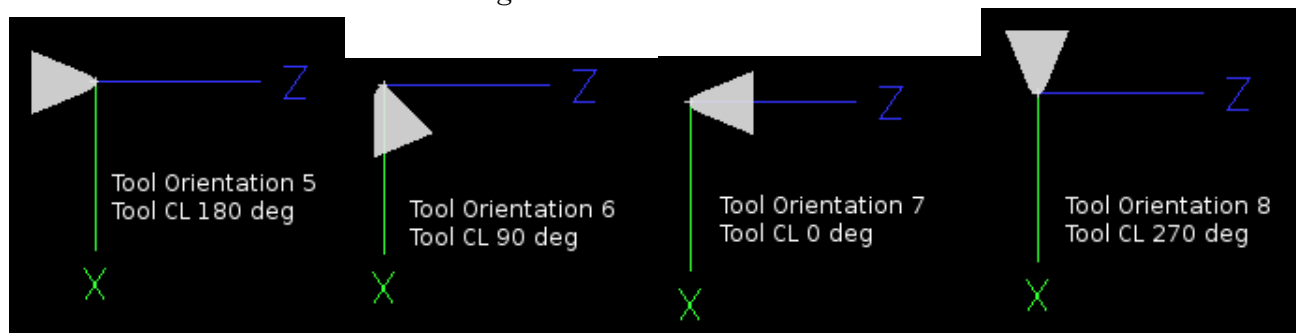 Z
Tool Orientation 5
Tool CL 180 deg
X
Z
Tool Orientation 6
Tool CL 90 deg
X
Z
Tool Orientation 7
Tool CL 0 deg
X
Z
Tool Orientation 8
Tool CL 270 deg
X